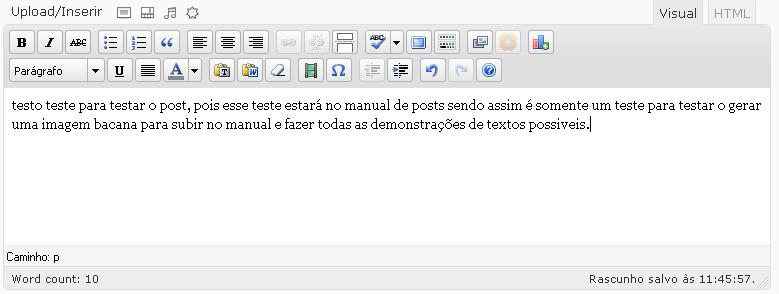 Upload/Inserir
Visual
HTML
B I ABC “ ABC
Parágrafo U A T W Ω ?
testo teste para testar o post, pois esse teste estará no manual de posts sendo assim é somente um teste para testar o gerar
uma imagem bacana para subir no manual e fazer todas as demonstrações de textos possiveis.
Caminho: p
Word count: 10
Rascunho salvo às 11:45:57.